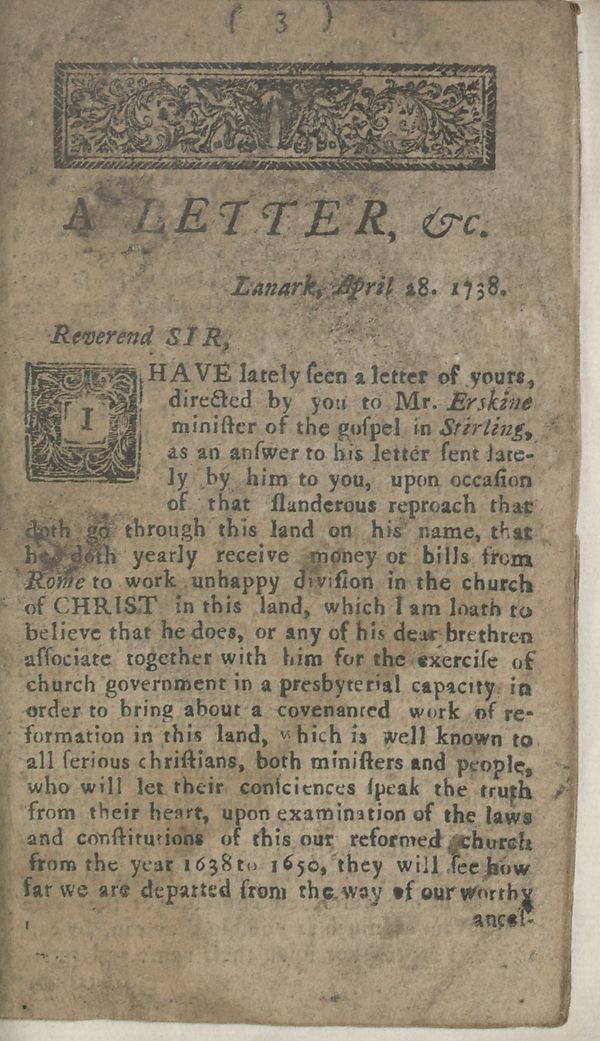 ( 3 )
A LETTER, &c.
Lanark, April 28. 1738.
Reverend SIR,
I HAVE lately ſeen a letter of yours,
directed by you to Mr. Erskine
miniſter of the goſpel in Stirling,
as an anſwer to his letter ſent late-
ly by him to you, upon occaſion
of that ſlanderous reproach that
doth go through this land on his name, that
he doth yearly receive money or bills from
Rome to work unhappy diviſion in the church
of CHRIST in this land, which I am loath to
believe that he does, or any of his dear brethren
aſſociate together with him for the exerciſe of
church government in a presbyterial capacity in
order to bring about a covenanted work of re-
formation in this land, which is well known to
all ſerious chriſtians, both miniſters and people,
who will let their conſciences ſpeak the truth
from their heart, upon examination of the laws
and conſtitutions of this our reformed church
from the year 1638 to 1650, they will ſee how
far we are departed from the way of our worthy
anceſ-